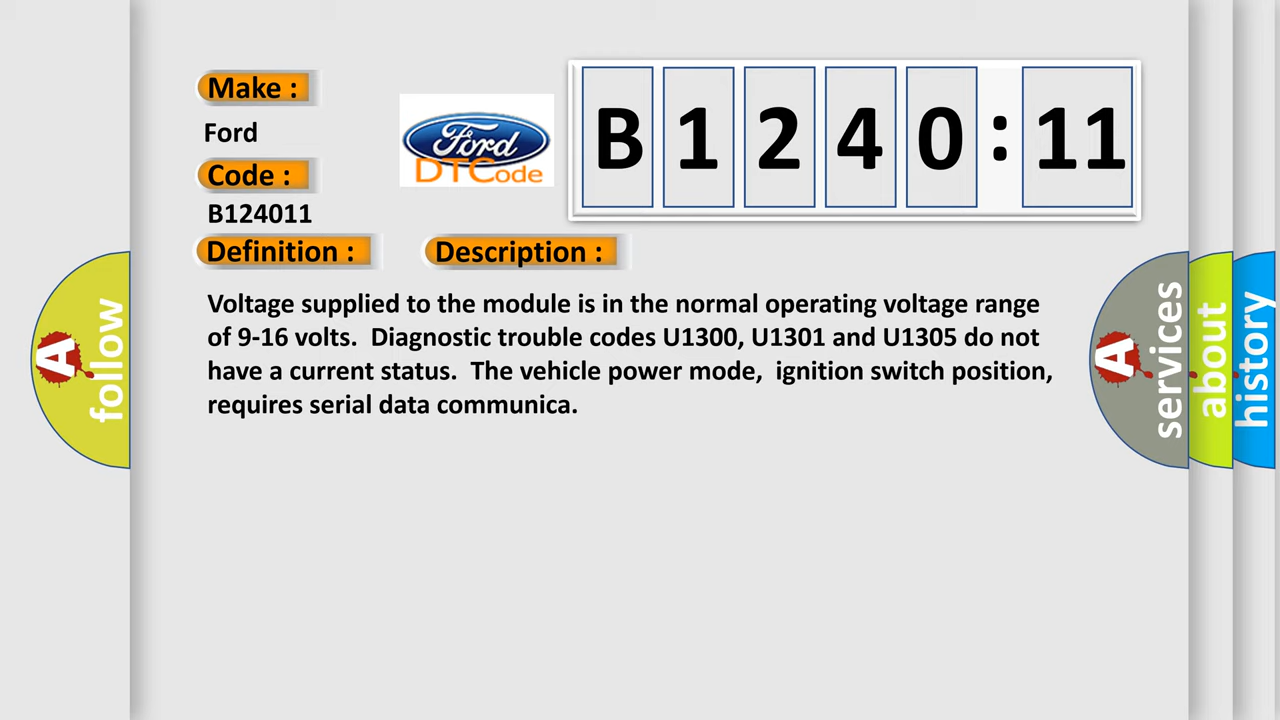 Make :
Ford
Code :
B124011
Definition :
Description :
Ford
DTCode
B 1 2 4 0 : 11
Voltage supplied to the module is in the normal operating voltage range
of 9-16 volts. Diagnostic trouble codes U1300, U1301 and U1305 do not
have a current status. The vehicle power mode, ignition switch position,
requires serial data communica.
A
follow
A
services
about
history